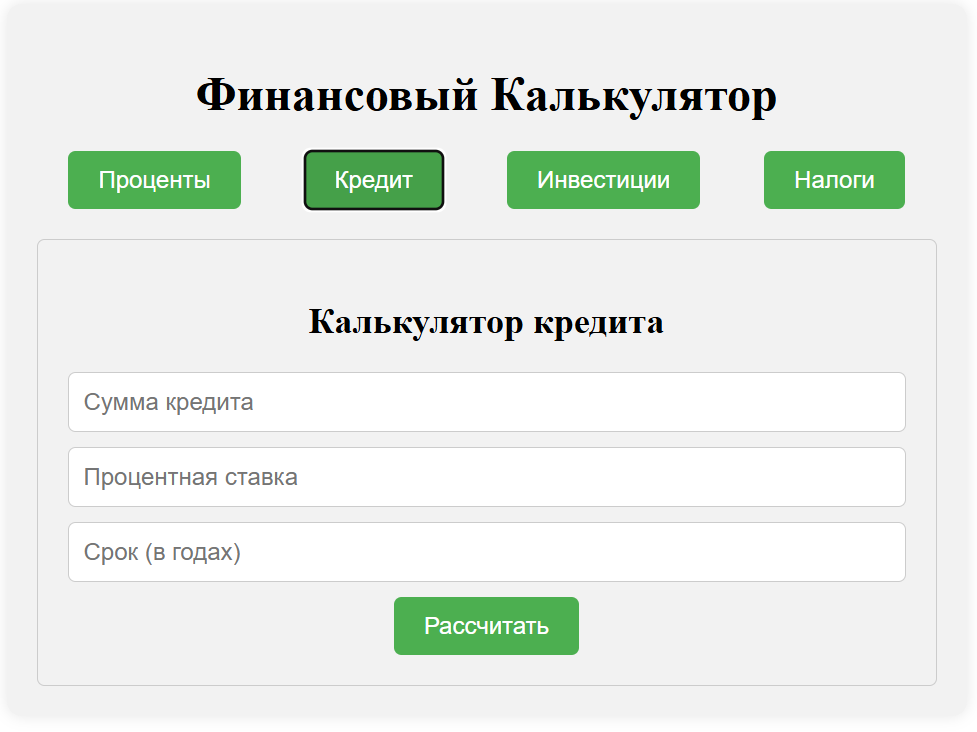 Финансовый Калькулятор
Проценты Кредит Инвестиции Налоги
Калькулятор кредита
Сумма кредита
Процентная ставка
Срок (в годах)
Рассчитать